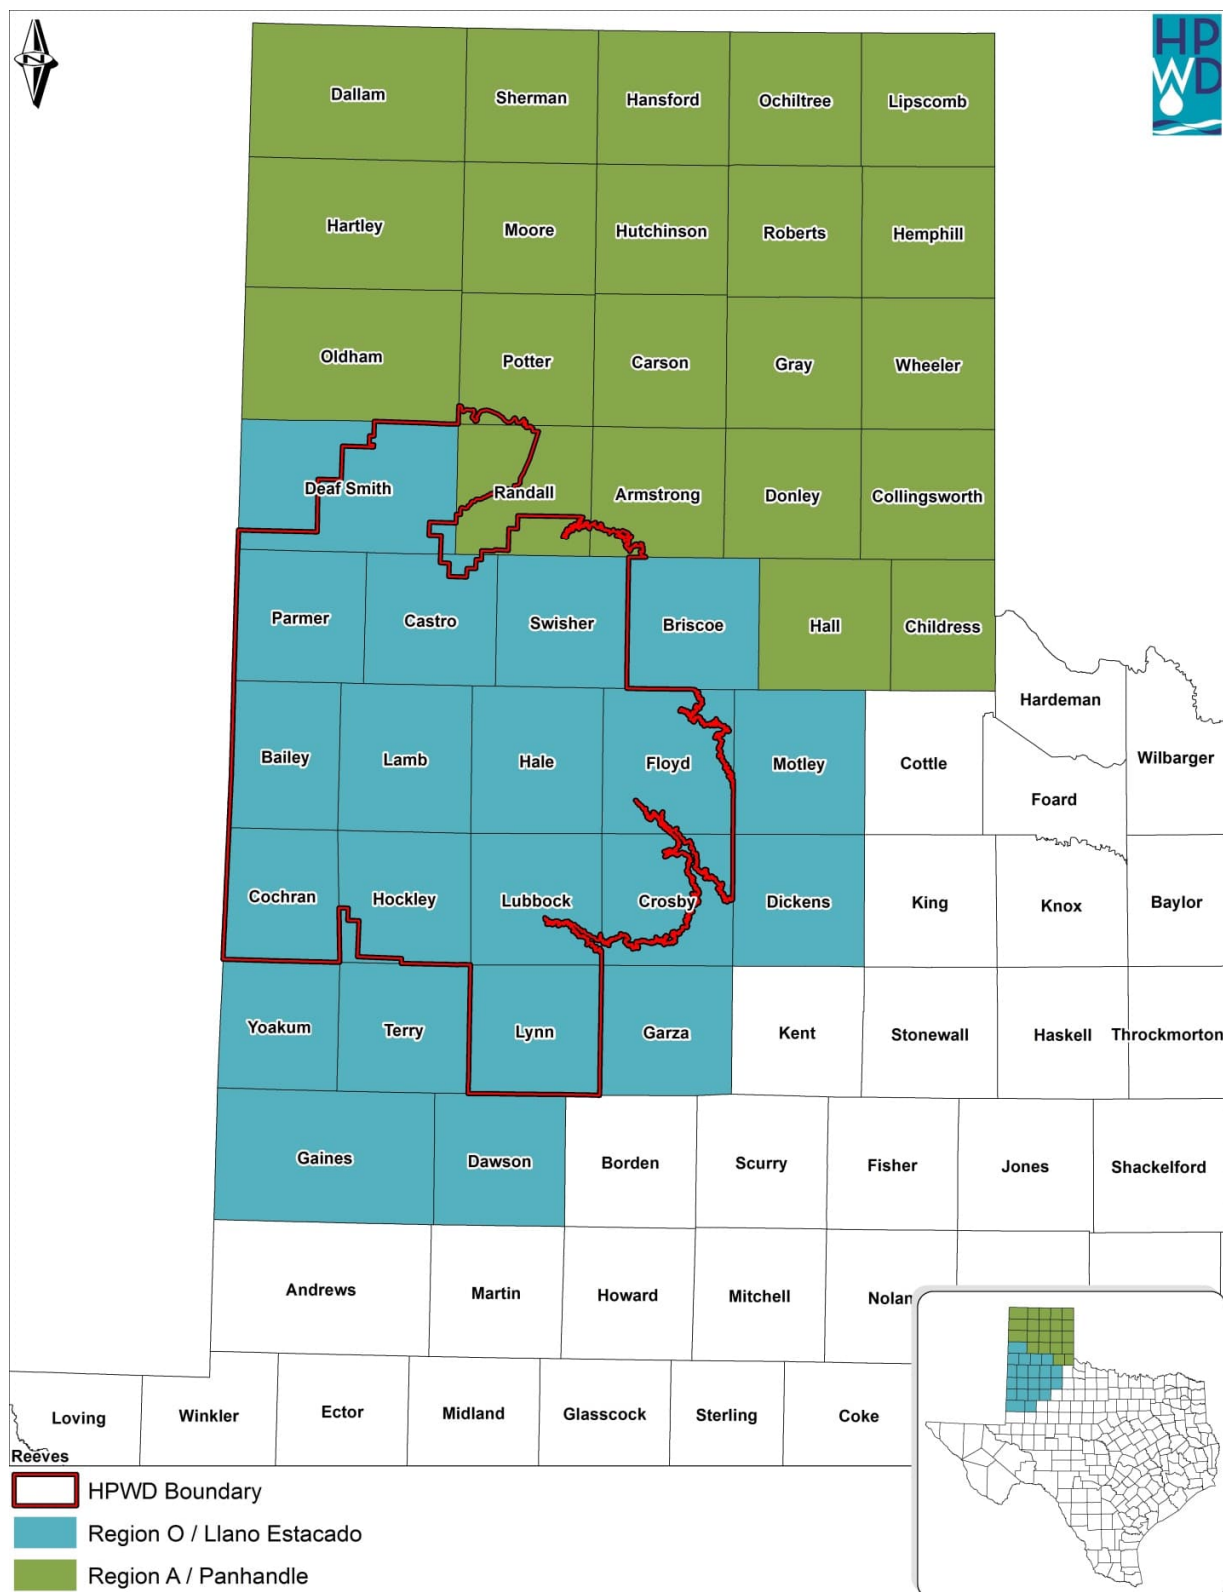 N
HP
WD
Dallam
Sherman
Hansford
Ochiltree
Lipscomb
Hartley
Moore
Hutchinson
Roberts
Hemphill
Oldham
Potter
Carson
Gray
Wheeler
Deaf Smith
Randall
Armstrong
Donley
Collingsworth
Parmer
Castro
Swisher
Briscoe
Hall
Childress
Hardeman
Bailey
Lamb
Hale
Floyd
Motley
Cottle
Wilbarger
Foard
Cochran
Hockley
Lubbock
Crosby
Dickens
King
Knox
Baylor
Yoakum
Terry
Lynn
Garza
Kent
Stonewall
Haskell
Throckmorton
Gaines
Dawson
Borden
Scurry
Fisher
Jones
Shackelford
Andrews
Martin
Howard
Mitchell
Nolan
Loving
Winkler
Ector
Midland
Glasscock
Sterling
Coke
Reeves
HPWD Boundary
Region O / Llano Estacado
Region A / Panhandle